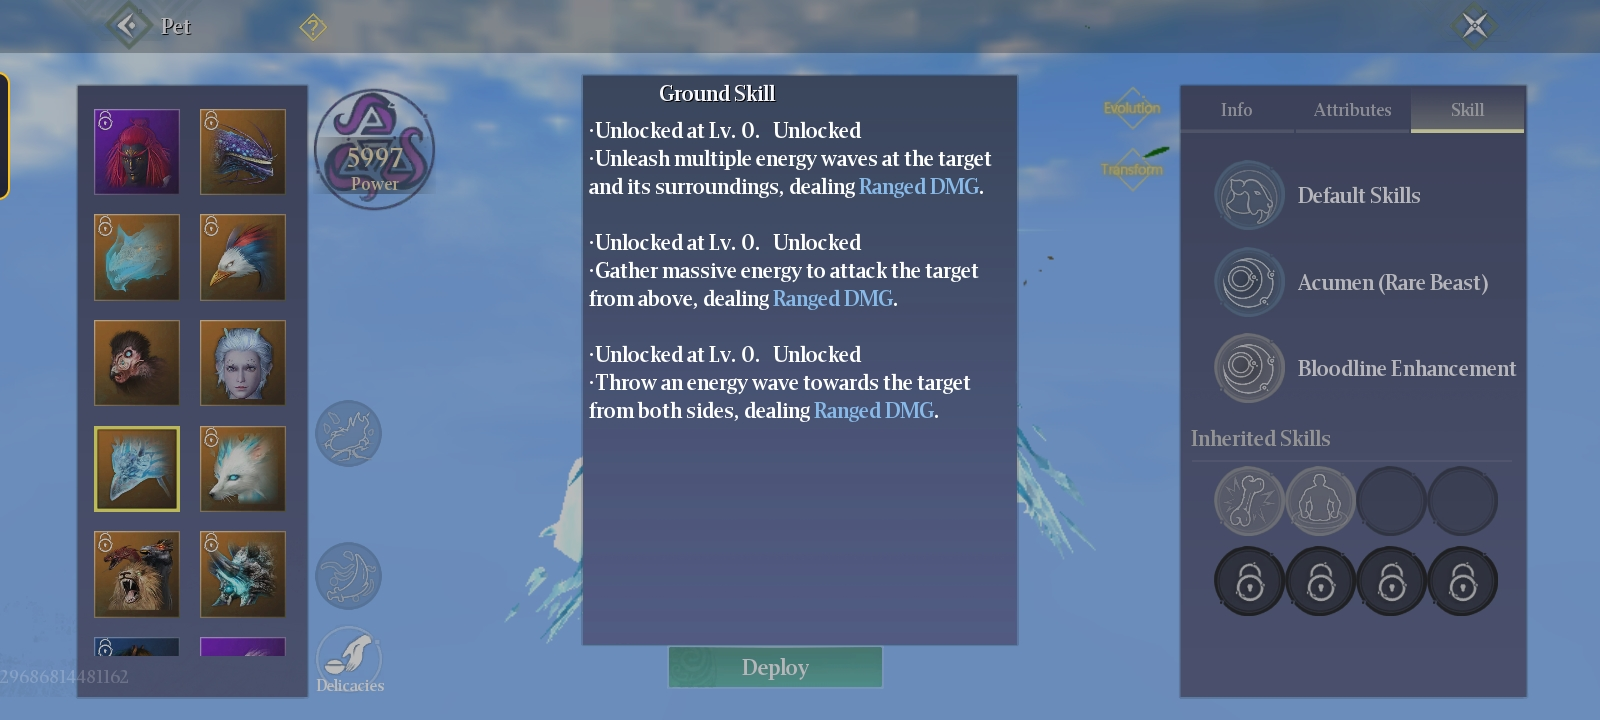 Pet
?
5997
Power
Ground Skill
·Unlocked at Lv. 0. Unlocked
·Unleash multiple energy waves at the target
and its surroundings, dealing Ranged DMG.
·Unlocked at Lv. 0. Unlocked
·Gather massive energy to attack the target
from above, dealing Ranged DMG.
·Unlocked at Lv. 0. Unlocked
·Throw an energy wave towards the target
from both sides, dealing Ranged DMG.
Deploy
Evolution
Transform
Info Attributes Skill
Default Skills
Acumen (Rare Beast)
Bloodline Enhancement
Inherited Skills
Delicacies
29686814481162